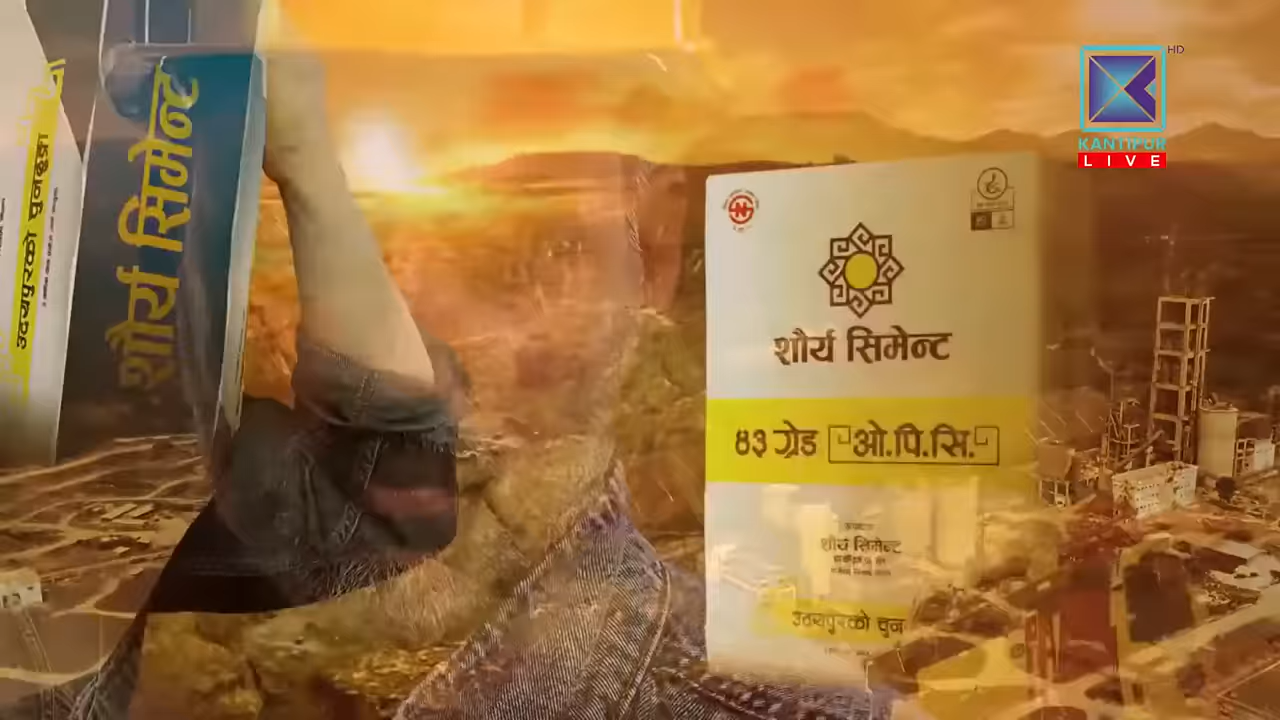 HD
KANTIPUR
LIVE
शौर्य सिमेन्ट
उदयपुरको चुनढुङ्गा
शौर्य सिमेन्ट
४३ ग्रेड ओ.पि.सि.
शौर्य सिमेन्ट
उदयपुरको चुन